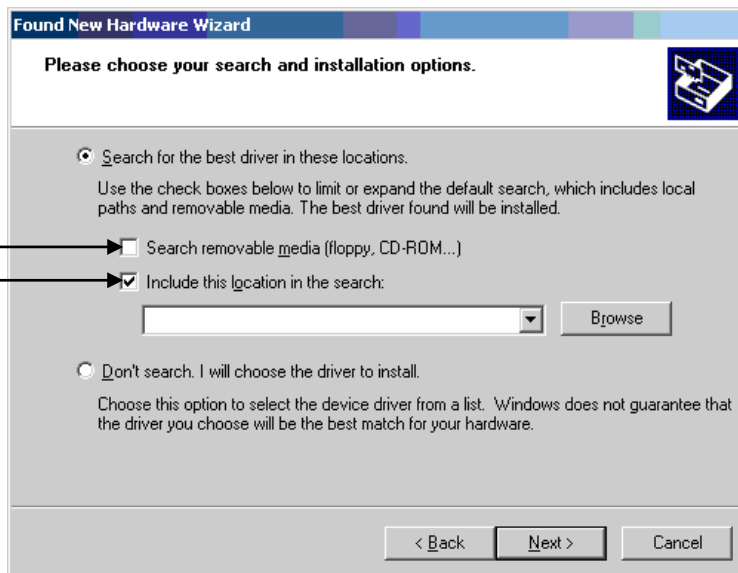 Found New Hardware Wizard
Please choose your search and installation options.
Search for the best driver in these locations.
Use the check boxes below to limit or expand the default search, which includes local
paths and removable media. The best driver found will be installed.
Search removable media (floppy, CD-ROM...)
Include this location in the search:
Browse
Don't search. I will choose the driver to install.
Choose this option to select the device driver from a list. Windows does not guarantee that
the driver you choose will be the best match for your hardware.
< Back Next > Cancel